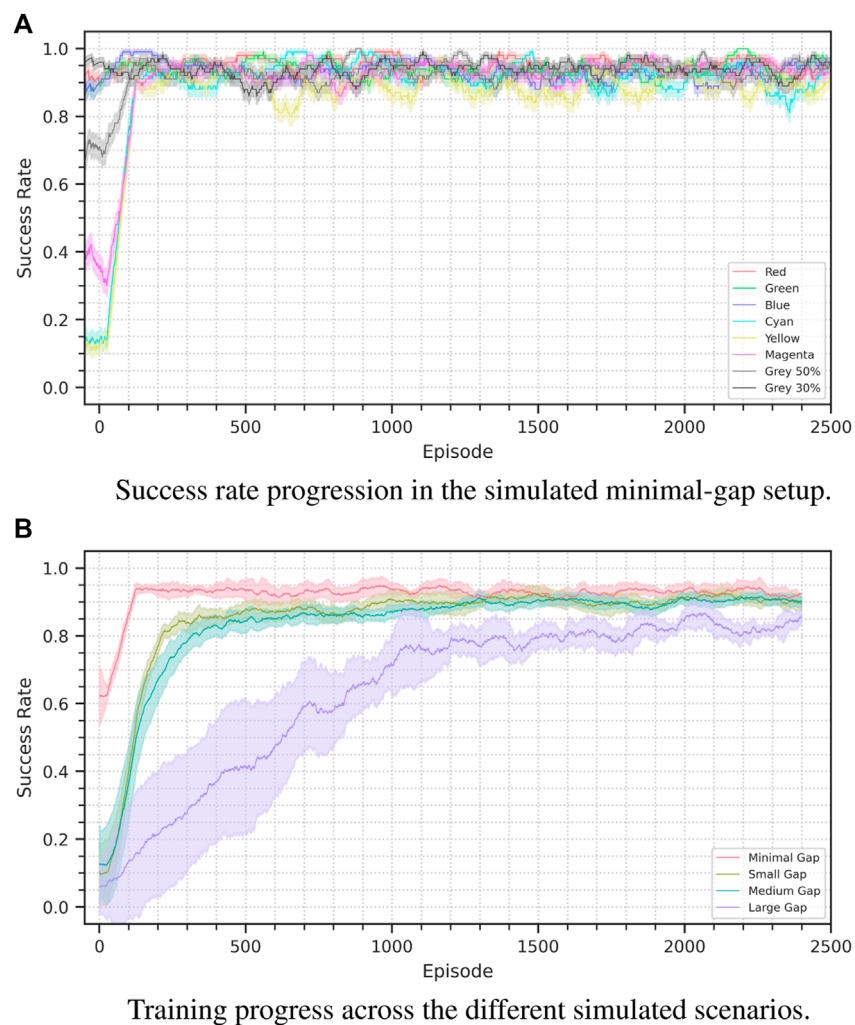 A
1.0
0.8
0.6
0.4
0.2
0.0
Success Rate
Red
Green
Blue
Cyan
Yellow
Magenta
Grey 50%
Grey 30%
0 500 1000 1500 2000 2500
Episode
Success rate progression in the simulated minimal-gap setup.
B
1.0
0.8
0.6
0.4
0.2
0.0
Success Rate
Minimal Gap
Small Gap
Medium Gap
Large Gap
0 500 1000 1500 2000 2500
Episode
Training progress across the different simulated scenarios.